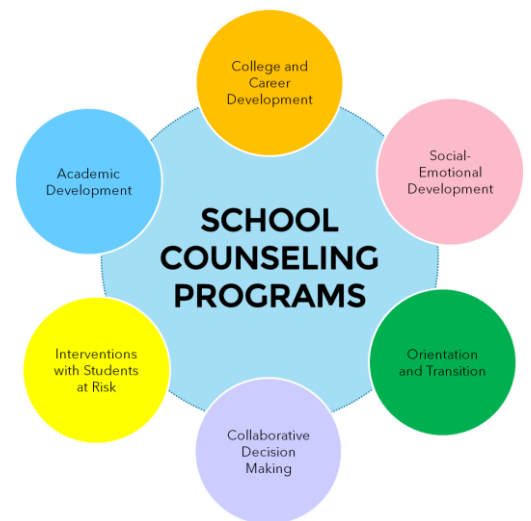 College and
Career
Development
Social-
Emotional
Development
Academic
Development
SCHOOL
COUNSELING
PROGRAMS
Interventions
with Students
at Risk
Orientation
and Transition
Collaborative
Decision
Making